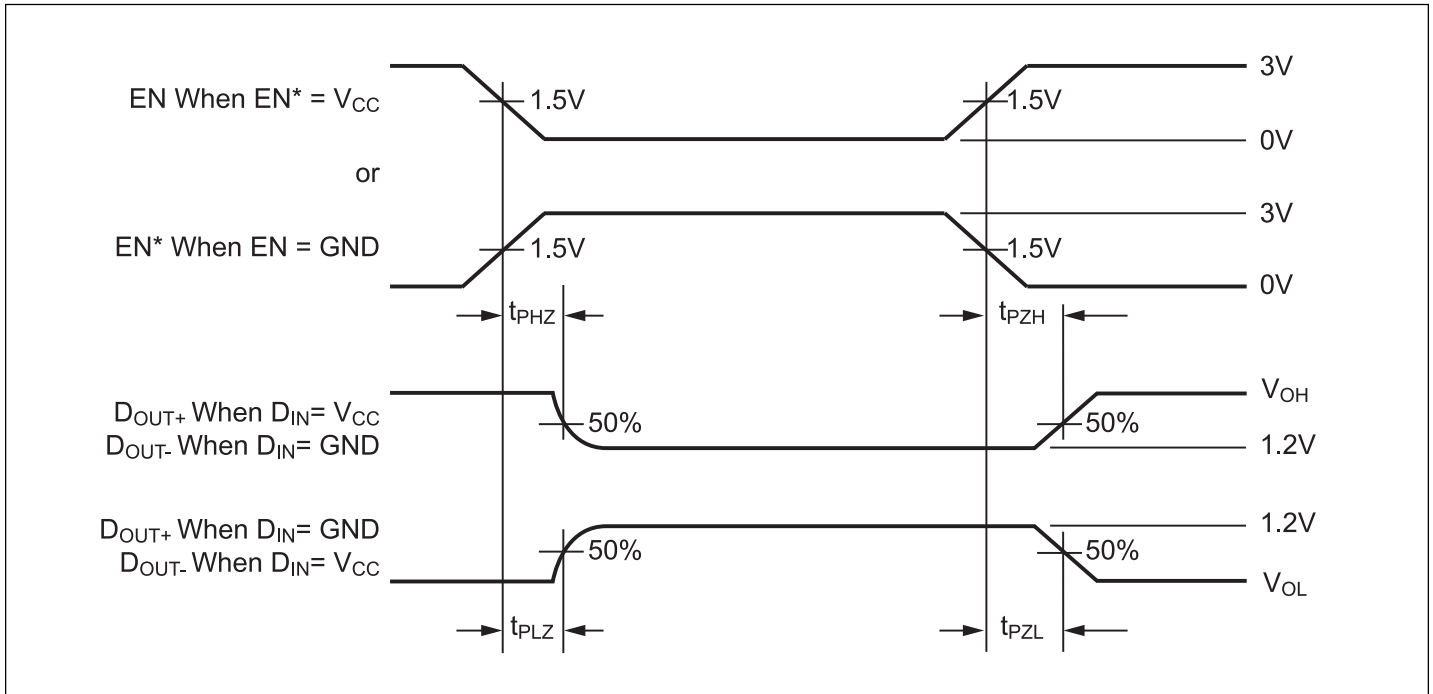 3V
EN When EN* = VCC
1.5V
1.5V
0V
or
3V
EN* When EN = GND
1.5V
1.5V
0V
tPHZ
tPZH
VOH
DOUT+ When DIN= VCC
50%
50%
DOUT- When DIN= GND
1.2V
1.2V
DOUT+ When DIN= GND
50%
50%
DOUT- When DIN= VCC
VOL
tPLZ
tPZL